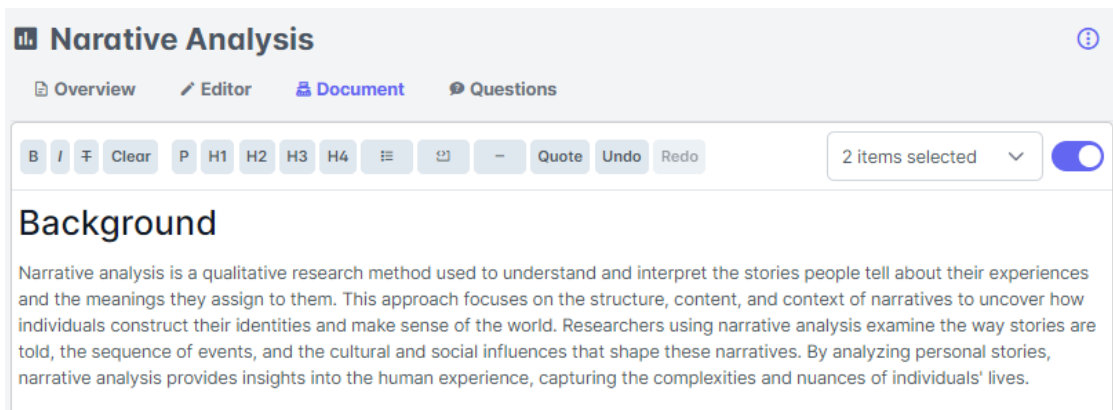 Narative Analysis
Overview Editor Document Questions
B I T Clear P H1 H2 H3 H4 – Quote Undo Redo 2 items selected
Background
Narrative analysis is a qualitative research method used to understand and interpret the stories people tell about their experiences
and the meanings they assign to them. This approach focuses on the structure, content, and context of narratives to uncover how
individuals construct their identities and make sense of the world. Researchers using narrative analysis examine the way stories are
told, the sequence of events, and the cultural and social influences that shape these narratives. By analyzing personal stories,
narrative analysis provides insights into the human experience, capturing the complexities and nuances of individuals' lives.